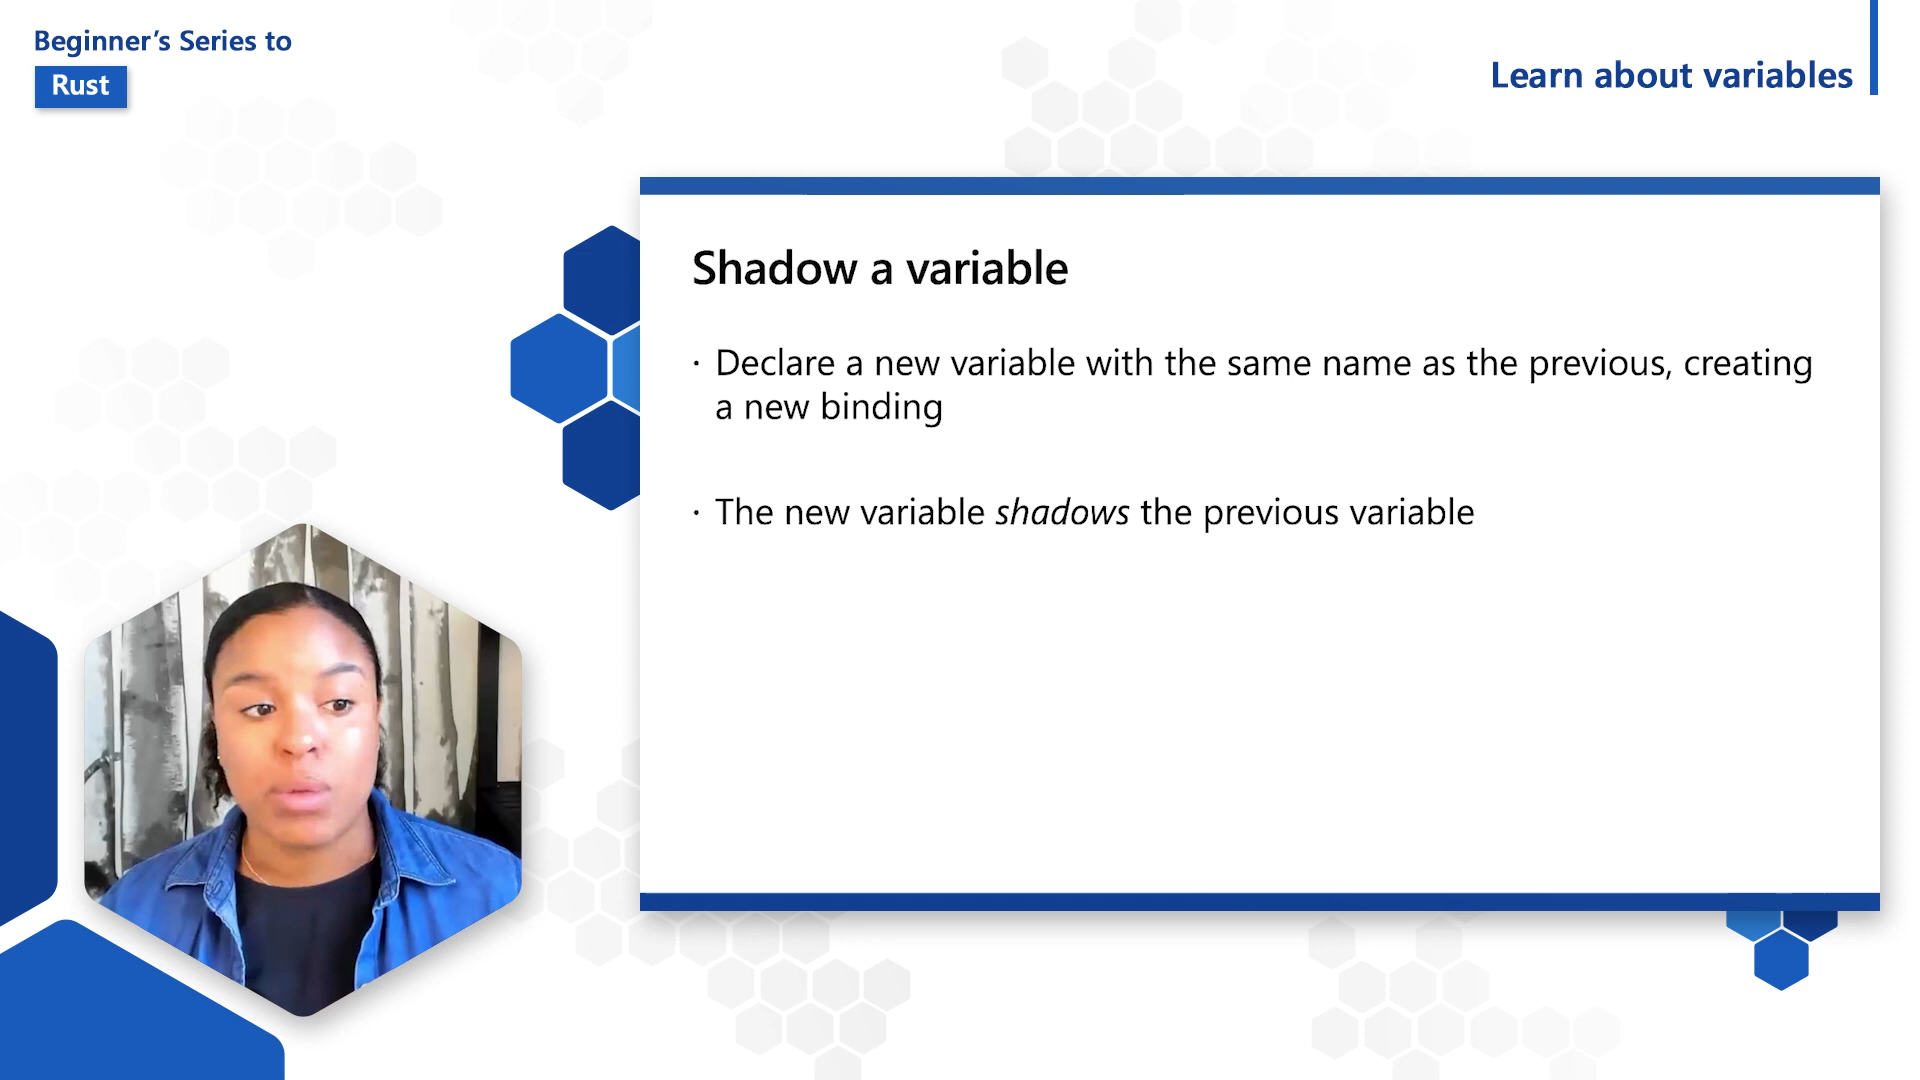 Beginner’s Series to
Rust
Learn about variables
Shadow a variable
· Declare a new variable with the same name as the previous, creating
a new binding
· The new variable shadows the previous variable